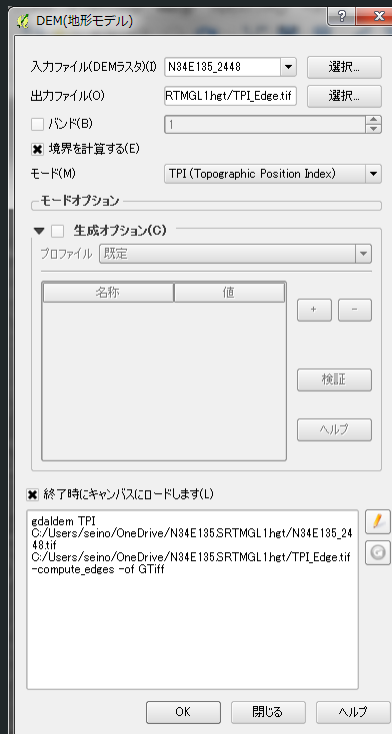 DEM(地形モデル)
入力ファイル(DEMラスタ)(I) N34E135_2448 選択...
出力ファイル(O) RTMGL1.hgt/TPI_Edge.tif 選択...
バンド(B) 1
境界を計算する(E)
モード(M) TPI (Topographic Position Index)
モードオプション
生成オプション(C)
プロファイル 既定
名称 値
+ -
検証
ヘルプ
終了時にキャンバスにロードします(L)
gdaldem TPI
C:/Users/seino/OneDrive/N34E135.SRTMGL1.hgt/N34E135_24
48.tif
C:/Users/seino/OneDrive/N34E135.SRTMGL1.hgt/TPI_Edge.tif
-compute_edges -of GTiff
OK 閉じる ヘルプ